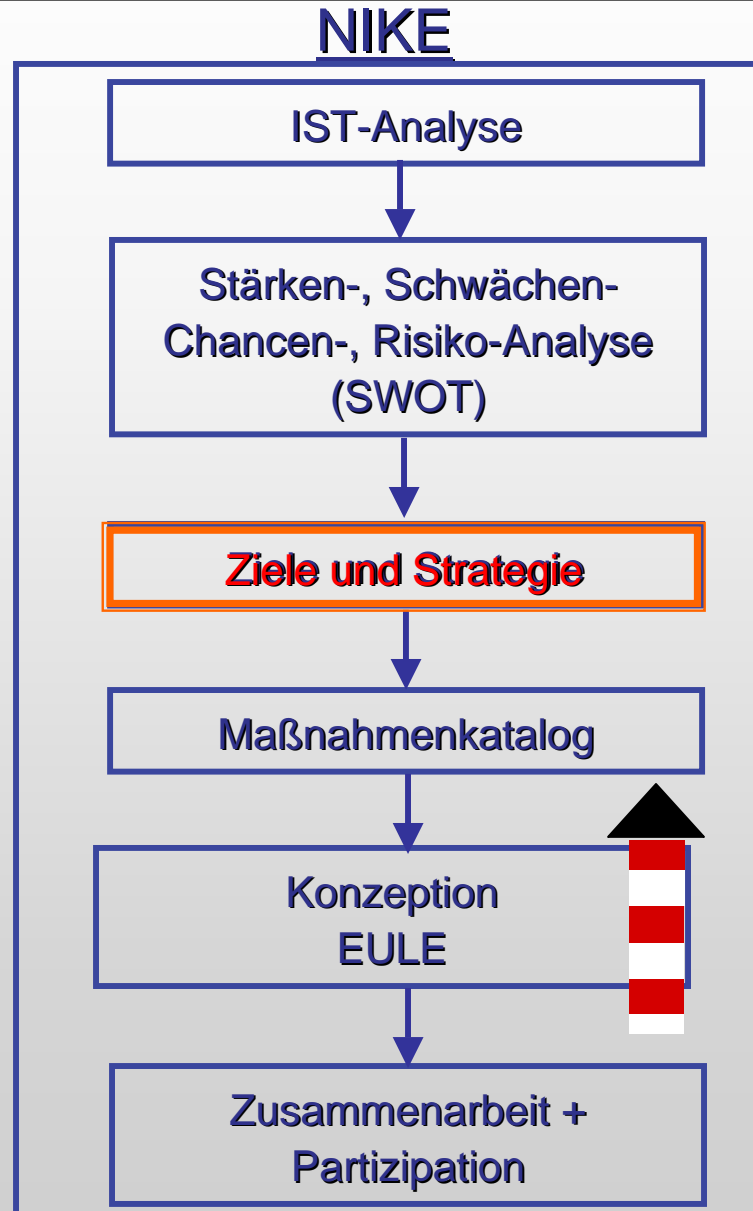 NIKE
IST-Analyse
Stärken-, Schwächen-
Chancen-, Risiko-Analyse
(SWOT)
Ziele und Strategie
Maßnahmenkatalog
Konzeption
EULE
Zusammenarbeit +
Partizipation